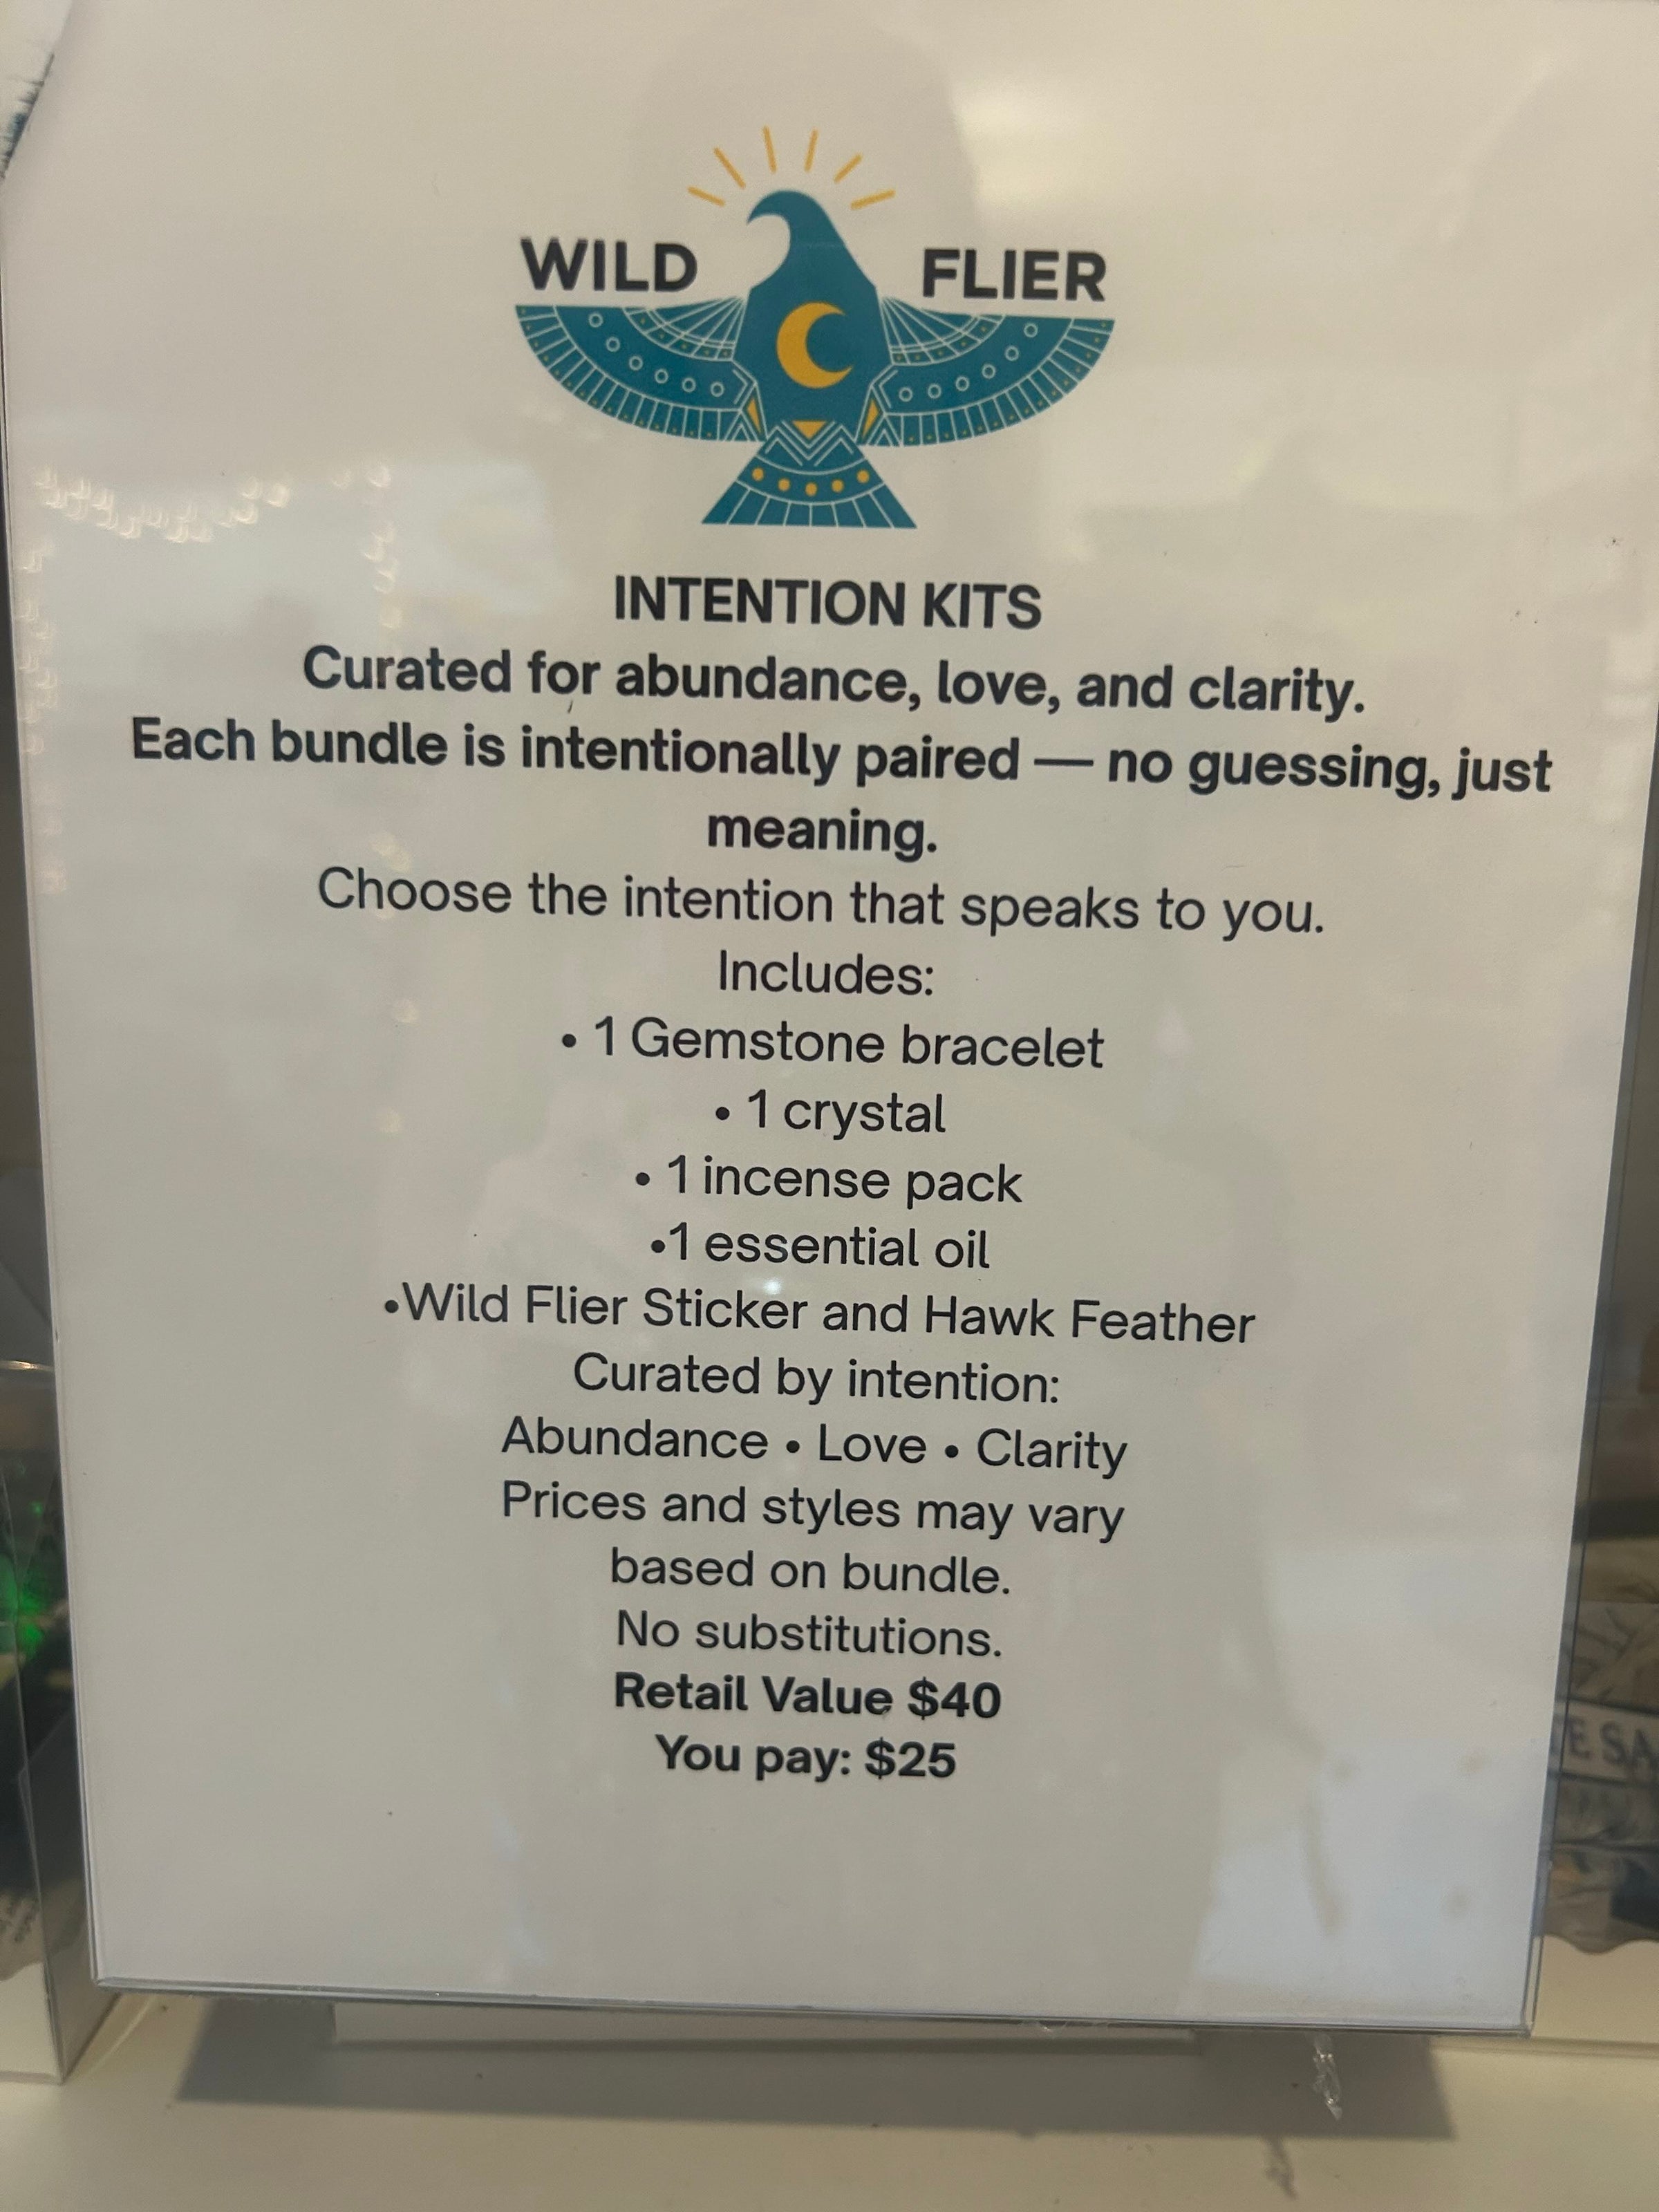 WILD FLIER
INTENTION KITS
Curated for abundance, love, and clarity.
Each bundle is intentionally paired — no guessing, just
meaning.
Choose the intention that speaks to you.
Includes:
• 1 Gemstone bracelet
• 1 crystal
• 1 incense pack
•1 essential oil
•Wild Flier Sticker and Hawk Feather
Curated by intention:
Abundance • Love • Clarity
Prices and styles may vary
based on bundle.
No substitutions.
Retail Value $40
You pay: $25